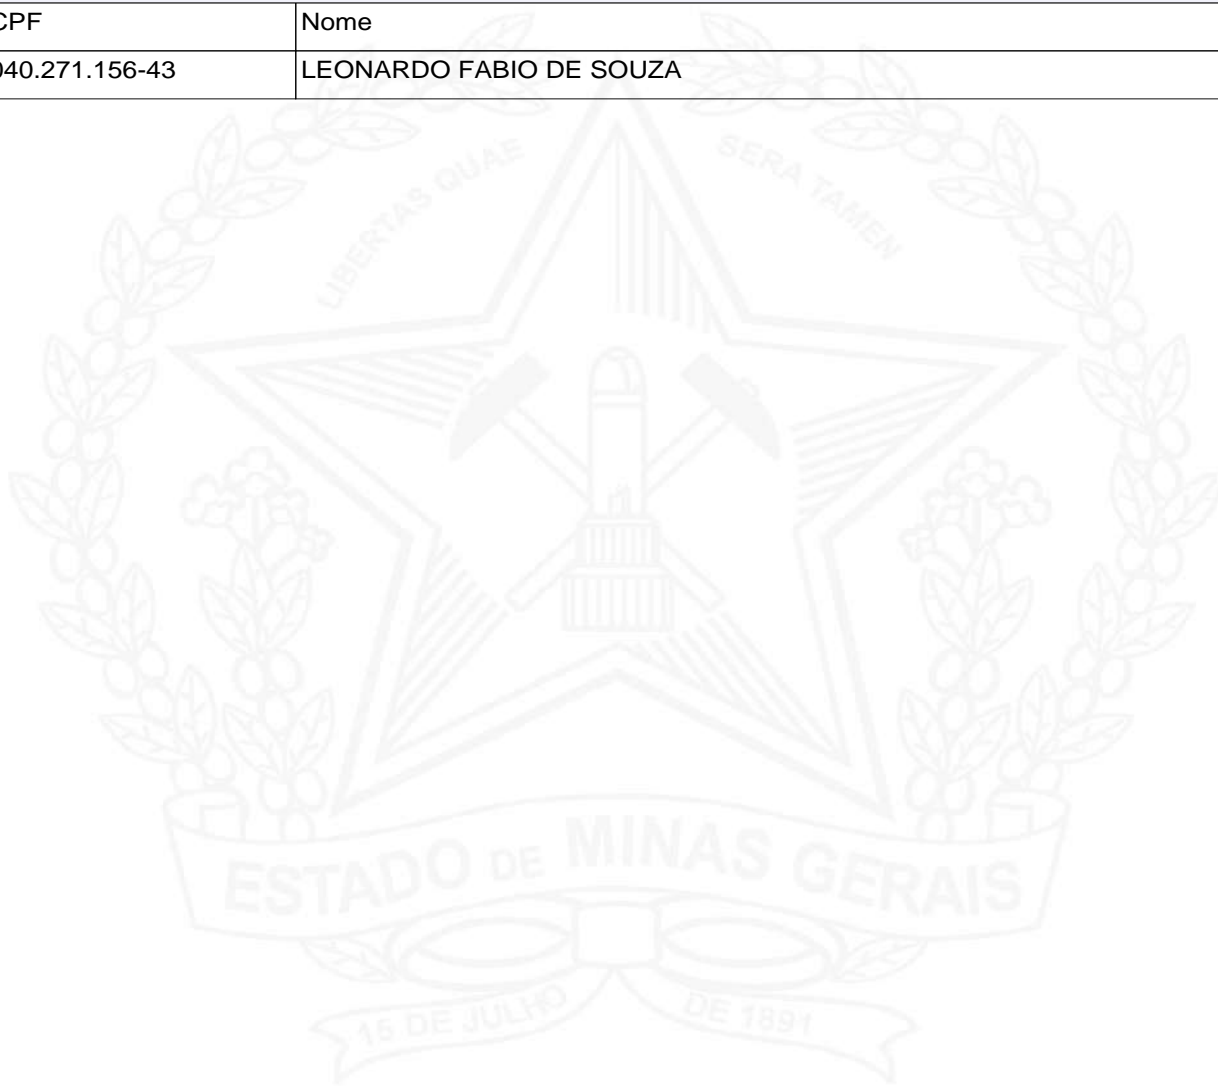 CPF Nome
040.271.156-43 LEONARDO FABIO DE SOUZA
LIBERTAS QUAE SERA TAMEN
ESTADO DE MINAS GERAIS
15 DE JULHO DE 1891